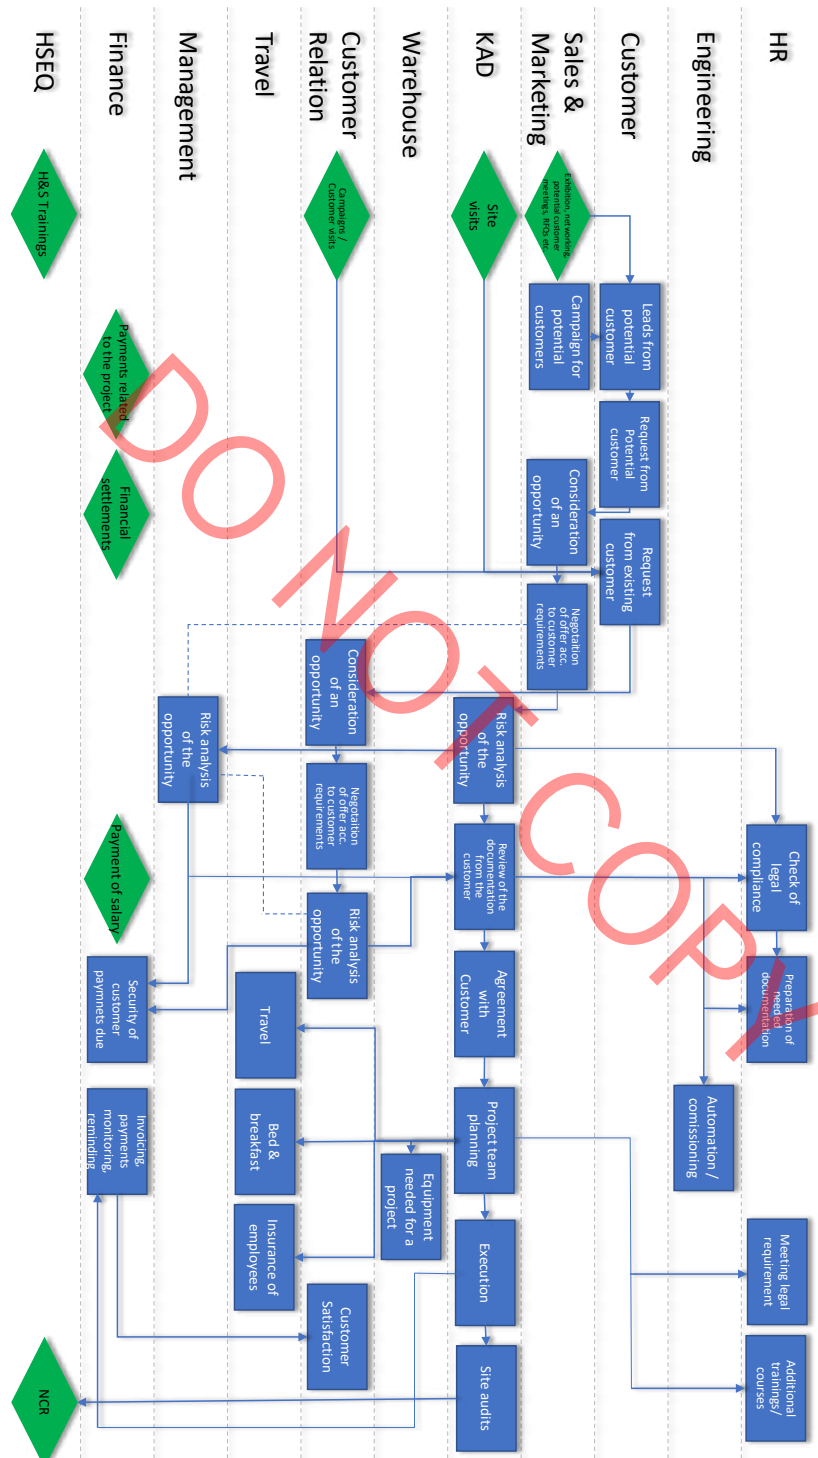 HR
Engineering
Customer
Sales &
Marketing
KAD
Warehouse
Customer
Relation
Travel
Management
Finance
HSEQ
Check of
legal
compliance
Preparation of
needed
documentation
Meeting legal
requirement
Additional
trainings/
courses
Automation /
comissioning
Leads from
potential
customer
Request from
Potential
customer
Request
from existing
customer
Exhibition, networking,
potential customer
meetings, RFQs etc
Campaign for
potential
customers
Consideration
of an
opportunity
Negotaition
of offer acc.
to customer
requirements
Site
visits
Risk analysis
of the
opportunity
Review of the
documentation
from the
customer
Agreement
with
Customer
Project team
planning
Execution
Site audits
Equipment
needed for a
project
Campaigns /
Customer visits
Consideration
of an
opportunity
Negotaition
of offer acc.
to customer
requirements
Risk analysis
of the
opportunity
Customer
Satisfaction
Travel
Bed &
breakfast
Insurance of
employees
Risk analysis
of the
opportunity
Payments related
to the project
Financial
settlements
Payment of salary
Security of
customer
paymnets due
Invoicing,
payments
monitoring,
reminding
H&S Trainings
NCR
DO NOT COPY